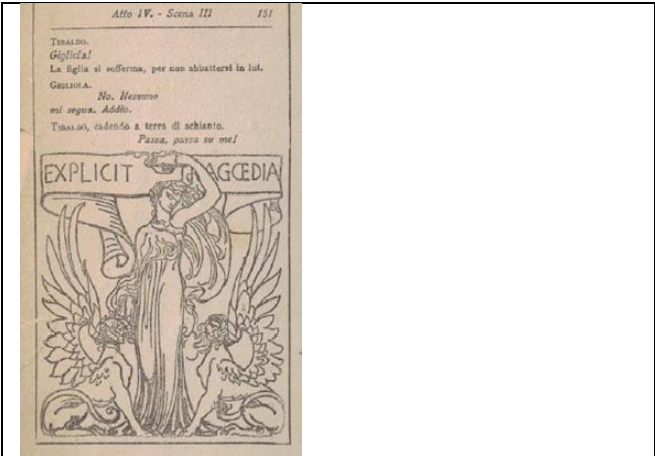 Atto IV. - Scena III 151
TIBALDO.
Gigliola!
La figlia si sofferma, per non abbattersi in lui.
GIGLIOLA.
No. Nessuno
mi segua. Addio.
TIBALDO, cadendo a terra di schianto.
Passa, passa su me!
EXPLICIT TRAGŒDIA